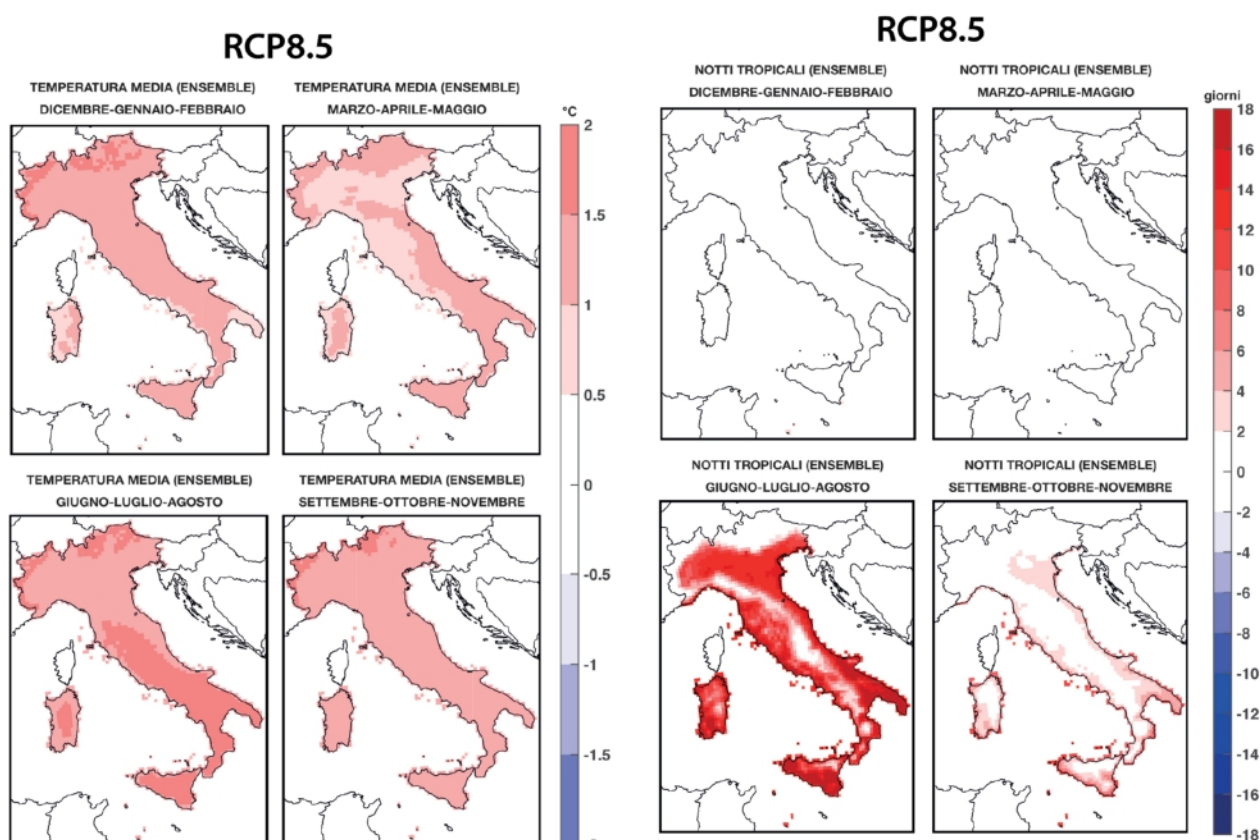 RCP8.5
TEMPERATURA MEDIA (ENSEMBLE)
DICEMBRE-GENNAIO-FEBBRAIO
TEMPERATURA MEDIA (ENSEMBLE)
MARZO-APRILE-MAGGIO
°C
2
1.5
1
0.5
0
-0.5
-1
-1.5
TEMPERATURA MEDIA (ENSEMBLE)
GIUGNO-LUGLIO-AGOSTO
TEMPERATURA MEDIA (ENSEMBLE)
SETTEMBRE-OTTOBRE-NOVEMBRE
RCP8.5
NOTTI TROPICALI (ENSEMBLE)
DICEMBRE-GENNAIO-FEBBRAIO
NOTTI TROPICALI (ENSEMBLE)
MARZO-APRILE-MAGGIO
giorni
18
16
14
12
10
8
6
4
2
0
-2
-4
-6
-8
-10
-12
-14
-16
-18
NOTTI TROPICALI (ENSEMBLE)
GIUGNO-LUGLIO-AGOSTO
NOTTI TROPICALI (ENSEMBLE)
SETTEMBRE-OTTOBRE-NOVEMBRE